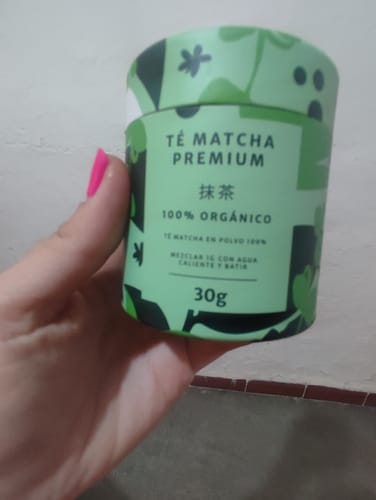 TÉ MATCHA
PREMIUM
抹茶
100% ORGÁNICO
TÉ MATCHA EN POLVO 100%
MEZCLAR 1G CON AGUA
CALIENTE Y BATIR
30g